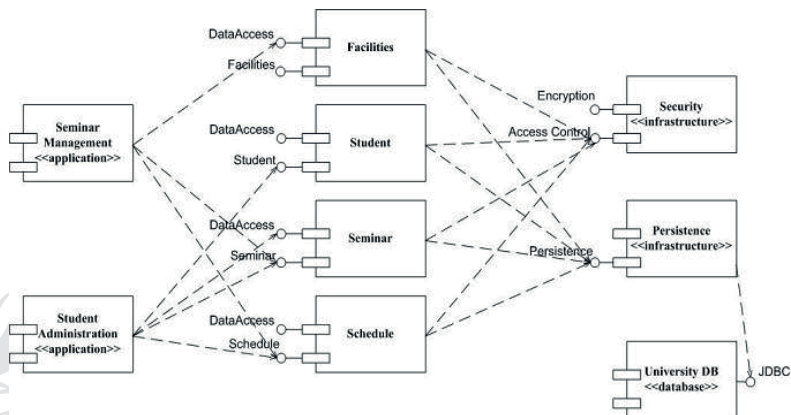 DataAccess
Facilities
Facilities
Seminar
Management
<<application>>
DataAccess
Student
Student
DataAccess
Seminar
Seminar
Student
Administration
<<application>>
DataAccess
Schedule
Schedule
Encryption
Access Control
Security
<<infrastructure>>
Persistence
Persistence
<<infrastructure>>
University DB
<<database>>
JDBC